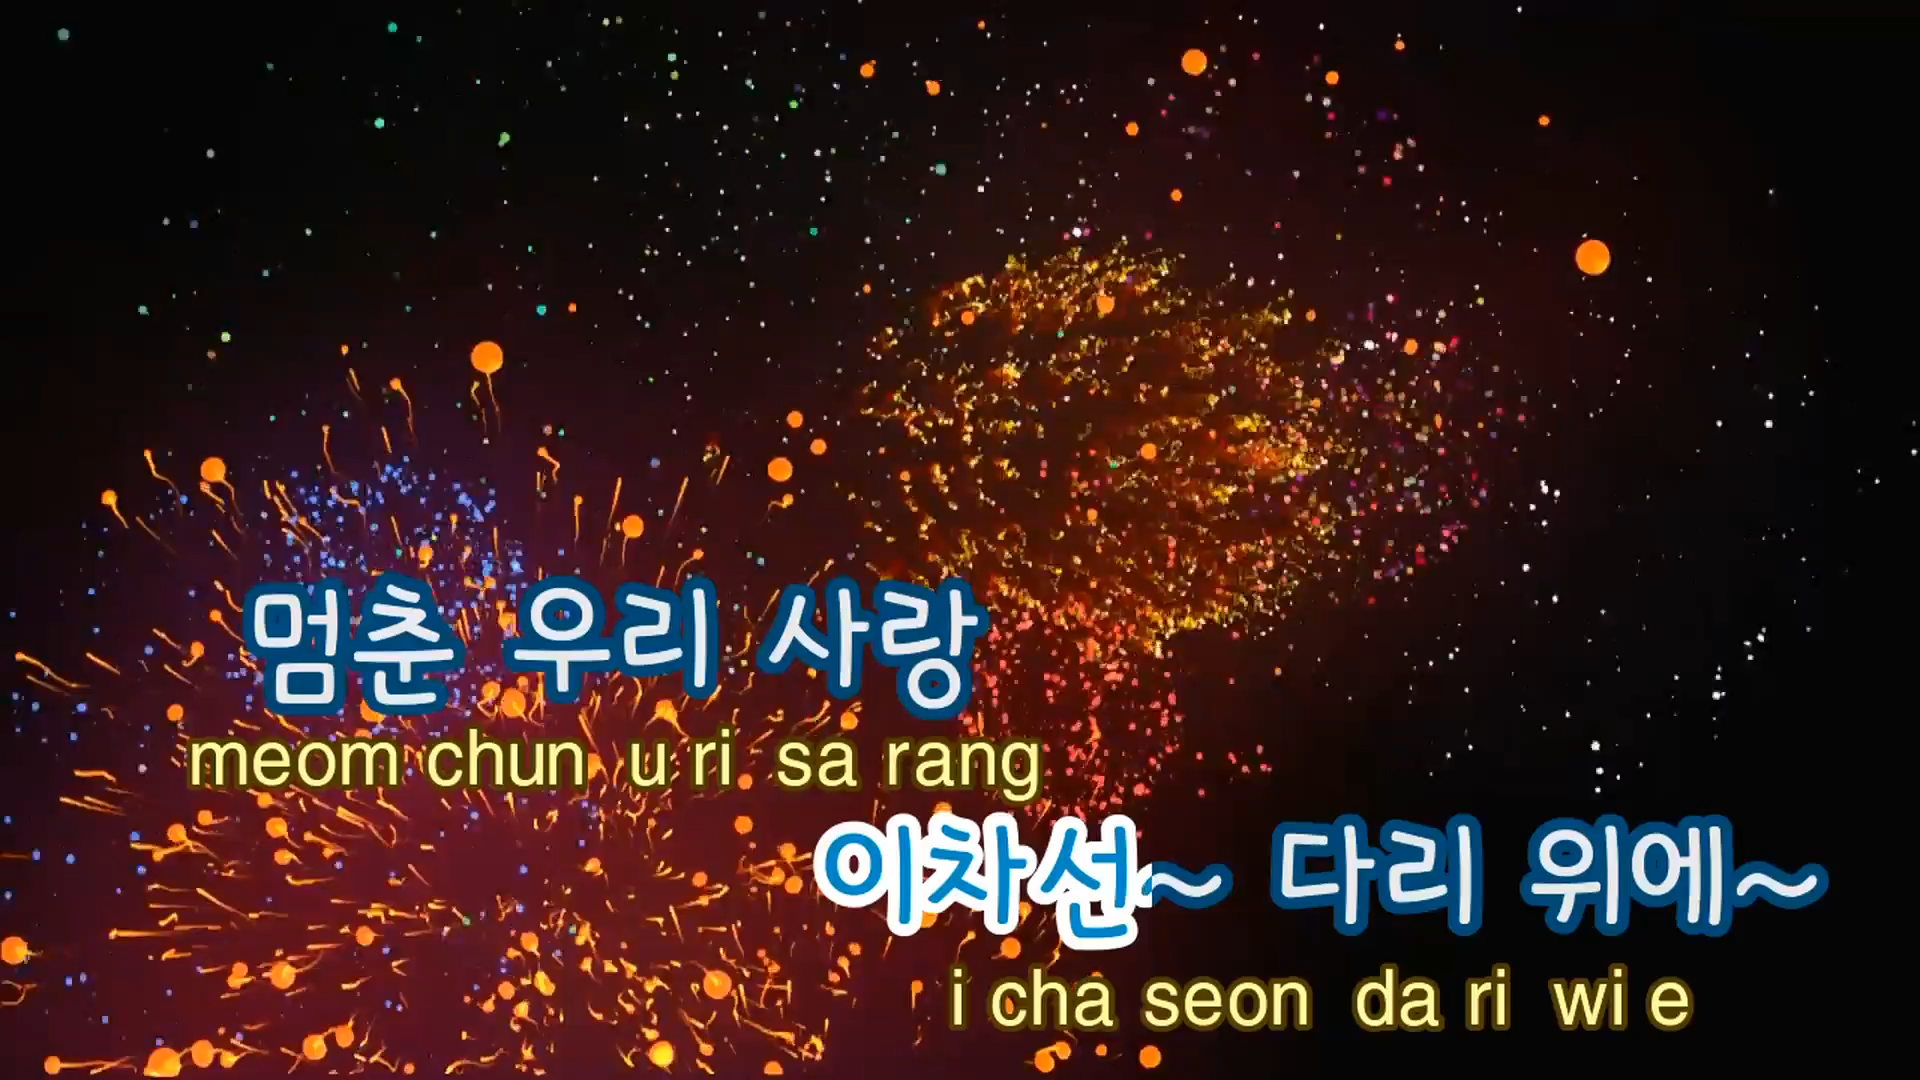 멈춘 우리 사랑
meom chun u ri sa rang
이차선~ 다리 위에~
i cha seon da ri wi e